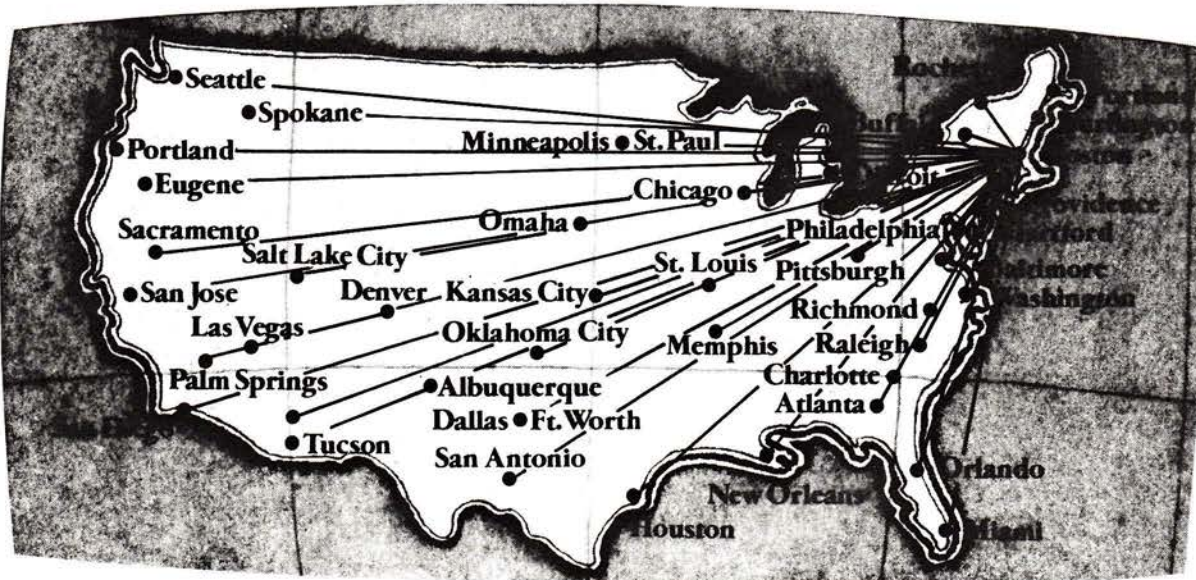 Seattle
Spokane
Minneapolis St. Paul
Portland
Boston
Eugene
Chicago
Omaha
Sacramento
Philadelphia
Providence
Hartford
Salt Lake City
St. Louis
Pittsburgh
Baltimore
San Jose
Denver
Kansas City
Washington
Las Vegas
Oklahoma City
Richmond
Memphis
Raleigh
Palm Springs
Albuquerque
Charlotte
Dallas Ft. Worth
Atlanta
Tucson
San Antonio
Orlando
New Orleans
Houston
Miami